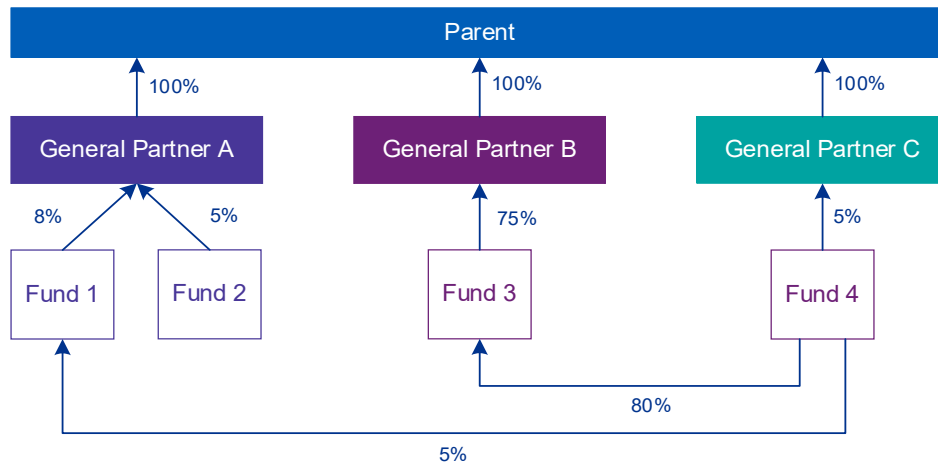 Parent
100%
100%
100%
General Partner A
General Partner B
General Partner C
8%
5%
75%
5%
Fund 1
Fund 2
Fund 3
Fund 4
80%
5%